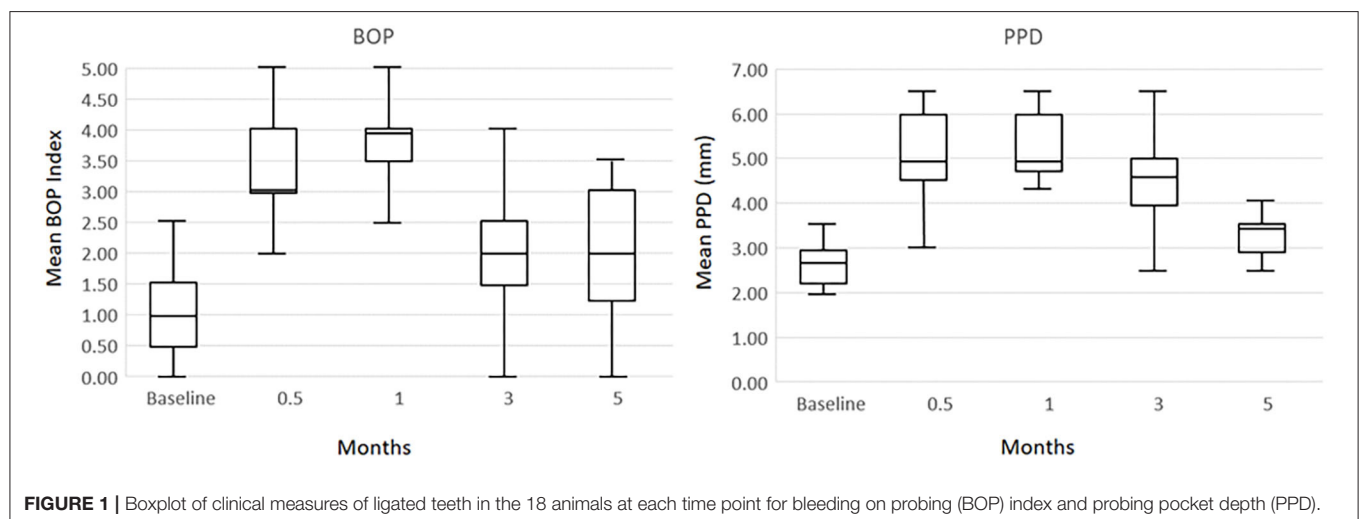 BOP
5.00
4.50
4.00
3.50
3.00
2.50
2.00
1.50
1.00
0.50
0.00
Mean BOP Index
Baseline 0.5 1 3 5
Months
PPD
7.00
6.00
5.00
4.00
3.00
2.00
1.00
0.00
Mean PPD (mm)
Baseline 0.5 1 3 5
Months
FIGURE 1 | Boxplot of clinical measures of ligated teeth in the 18 animals at each time point for bleeding on probing (BOP) index and probing pocket depth (PPD).